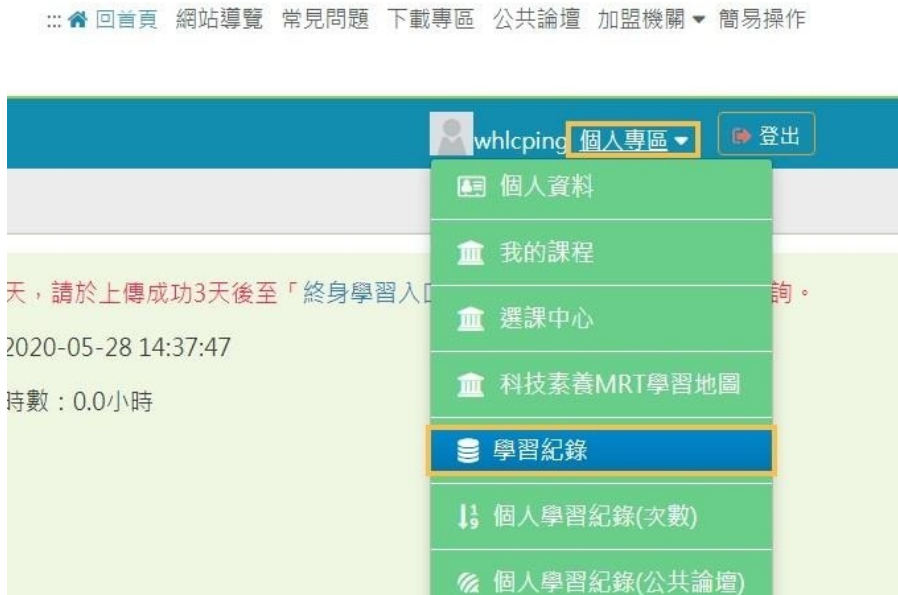 ::: 回首頁 網站導覽 常見問題 下載專區 公共論壇 加盟機關 簡易操作
whlcping 個人專區 登出
個人資料
我的課程
天,請於上傳成功3天後至「終身學習入 詢。
選課中心
2020-05-28 14:37:47
科技素養MRT學習地圖
時數:0.0小時
學習紀錄
個人學習紀錄(次數)
個人學習紀錄(公共論壇)